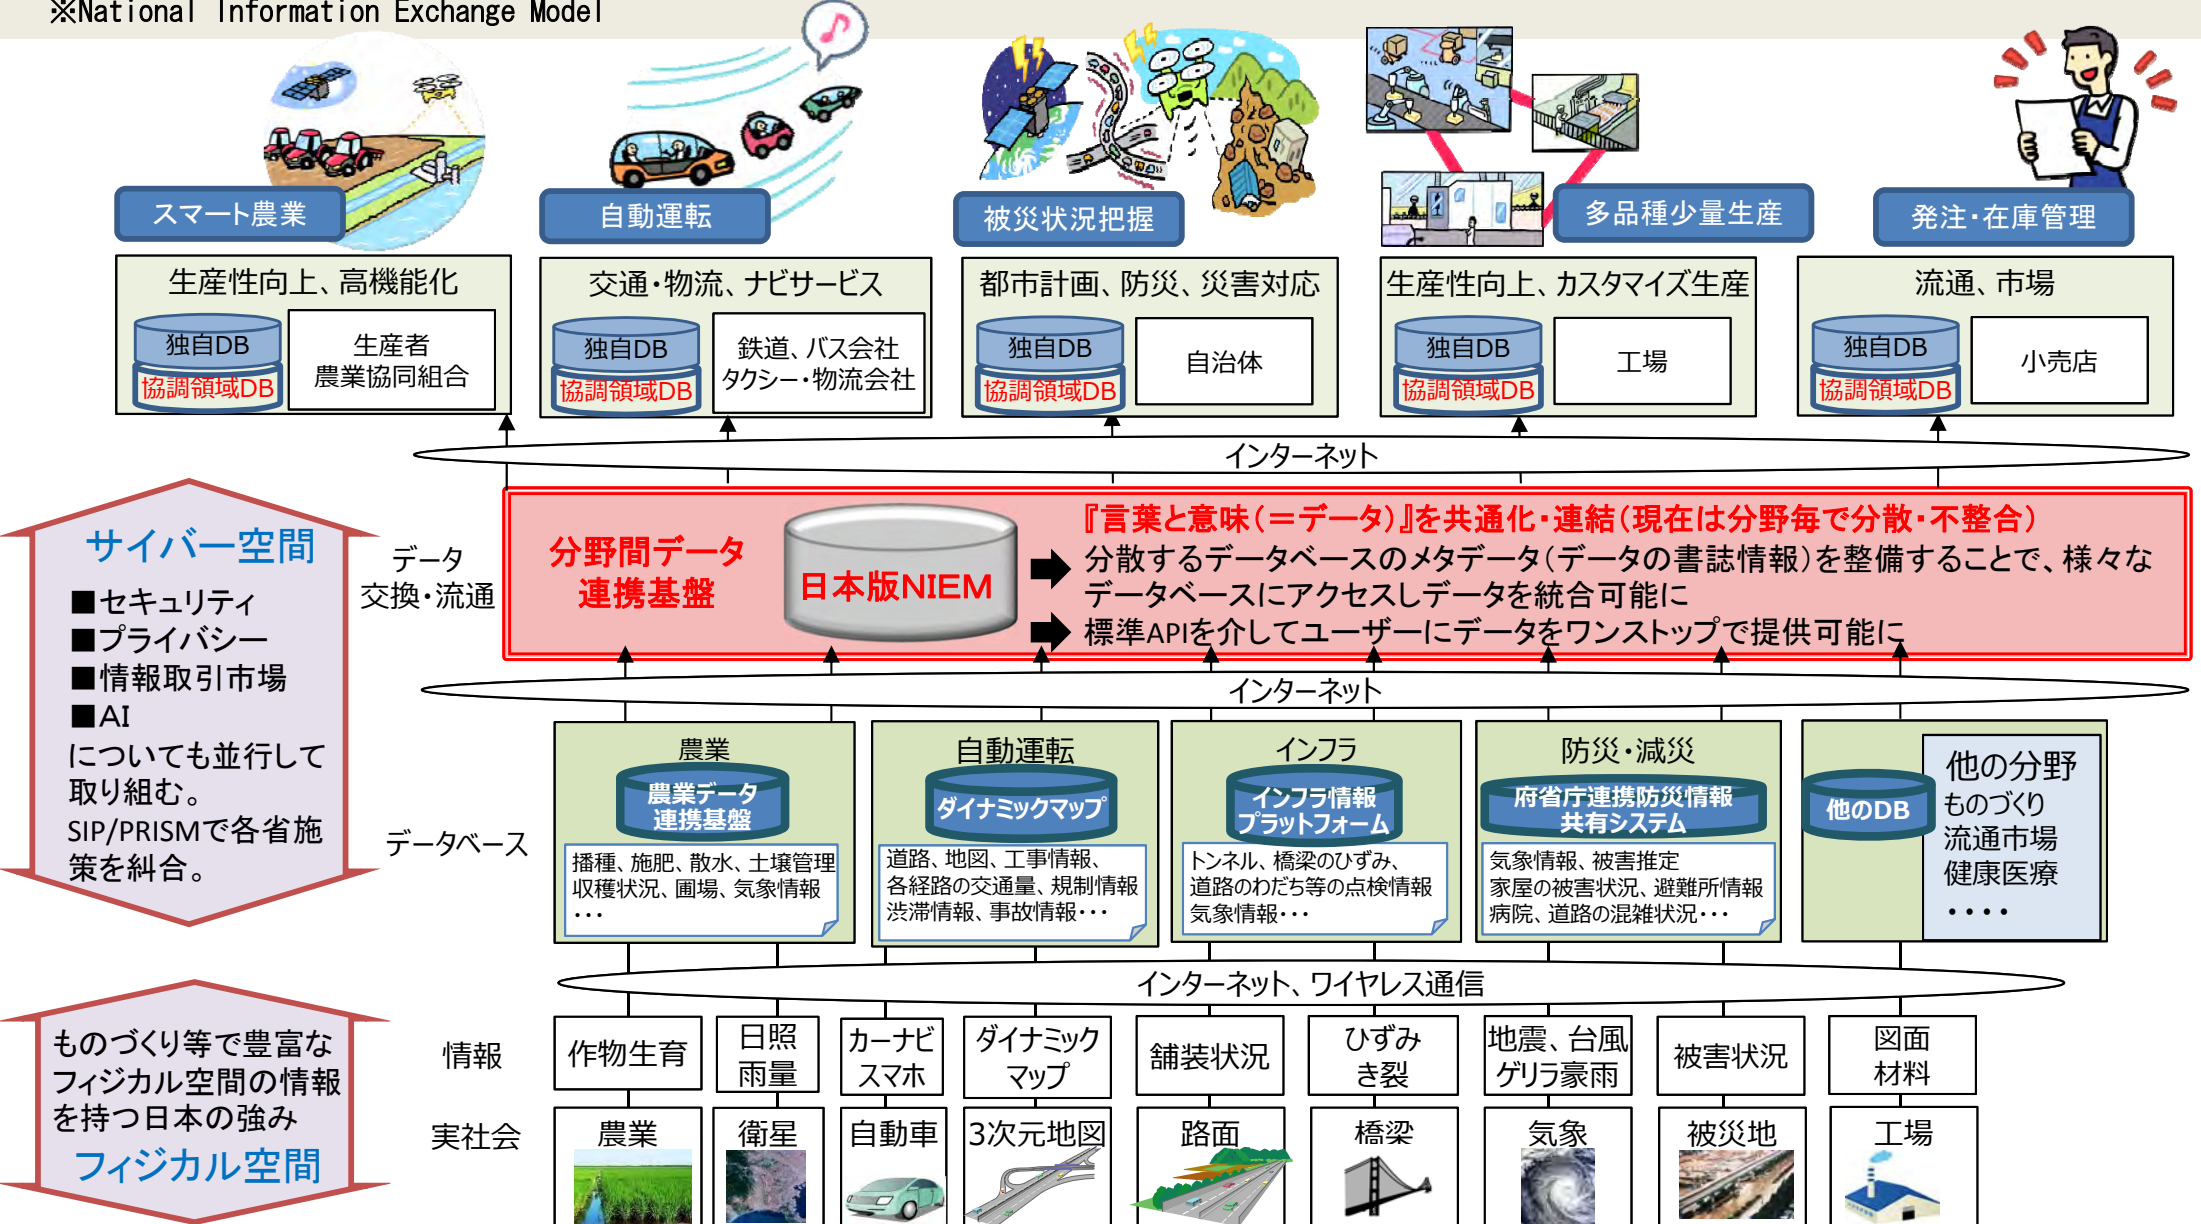 ※National Information Exchange Model
スマート農業
自動運転
被災状況把握
多品種少量生産
発注・在庫管理
生産性向上、高機能化
独自DB
協調領域DB
生産者
農業協同組合
交通・物流、ナビサービス
独自DB
協調領域DB
鉄道、バス会社
タクシー・物流会社
都市計画、防災、災害対応
独自DB
協調領域DB
自治体
生産性向上、カスタマイズ生産
独自DB
協調領域DB
工場
流通、市場
独自DB
協調領域DB
小売店
インターネット
サイバー空間
■セキュリティ
■プライバシー
■情報取引市場
■AI
についても並行して
取り組む。
SIP/PRISMで各省施
策を糾合。
データ
交換・流通
分野間データ
連携基盤
日本版NIEM
『言葉と意味（＝データ）』を共通化・連結（現在は分野毎で分散・不整合）
分散するデータベースのメタデータ（データの書誌情報）を整備することで、様々な
データベースにアクセスしデータを統合可能に
標準APIを介してユーザーにデータをワンストップで提供可能に
インターネット
データベース
農業
農業データ
連携基盤
播種、施肥、散水、土壌管理
収穫状況、圃場、気象情報
・・・
自動運転
ダイナミックマップ
道路、地図、工事情報、
各経路の交通量、規制情報
渋滞情報、事故情報・・・
インフラ
インフラ情報
プラットフォーム
トンネル、橋梁のひずみ、
道路のわだち等の点検情報
気象情報・・・
防災・減災
府省庁連携防災情報
共有システム
気象情報、被害推定
家屋の被害状況、避難所情報
病院、道路の混雑状況・・・
他のDB
他の分野
ものづくり
流通市場
健康医療
・・・・
インターネット、ワイヤレス通信
ものづくり等で豊富な
フィジカル空間の情報
を持つ日本の強み
フィジカル空間
情報
作物生育
日照
雨量
カーナビ
スマホ
ダイナミック
マップ
舗装状況
ひずみ
き裂
地震、台風
ゲリラ豪雨
被害状況
図面
材料
実社会
農業
衛星
自動車
3次元地図
路面
橋梁
気象
被災地
工場